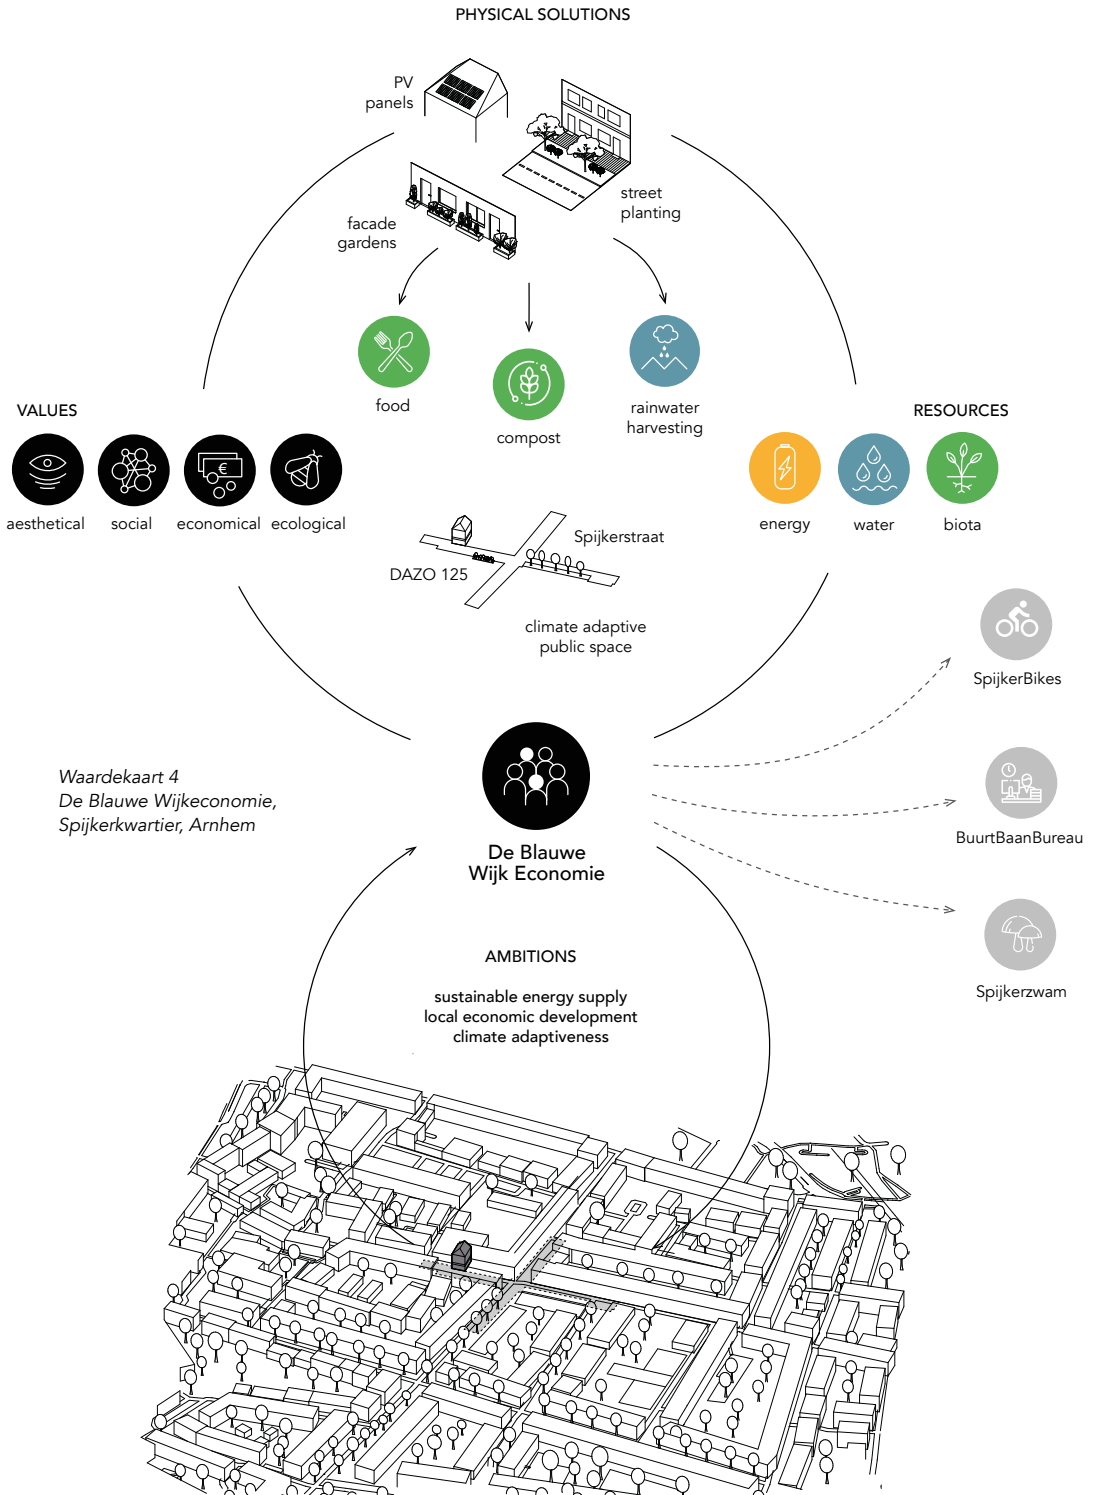 PHYSICAL SOLUTIONS
PV
panels
street
planting
facade
gardens
food
compost
rainwater
harvesting
VALUES
aesthetical
social
economical
ecological
RESOURCES
energy
water
biota
Spijkerstraat
DAZO 125
climate adaptive
public space
SpijkerBikes
BuurtBaanBureau
Spijkerzwam
Waardekaart 4
De Blauwe Wijkeconomie,
Spijkerkwartier, Arnhem
De Blauwe
Wijk Economie
AMBITIONS
sustainable energy supply
local economic development
climate adaptiveness